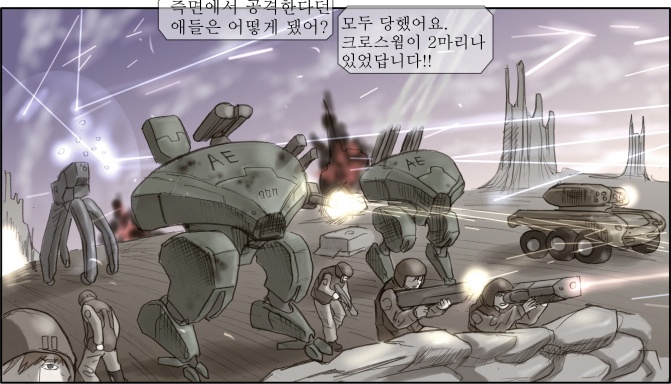 측면에서 공격한다던
애들은 어떻게 됐어?
모두 당했어요.
크로스웜이 2마리나
있었답니다!!
AE
AE